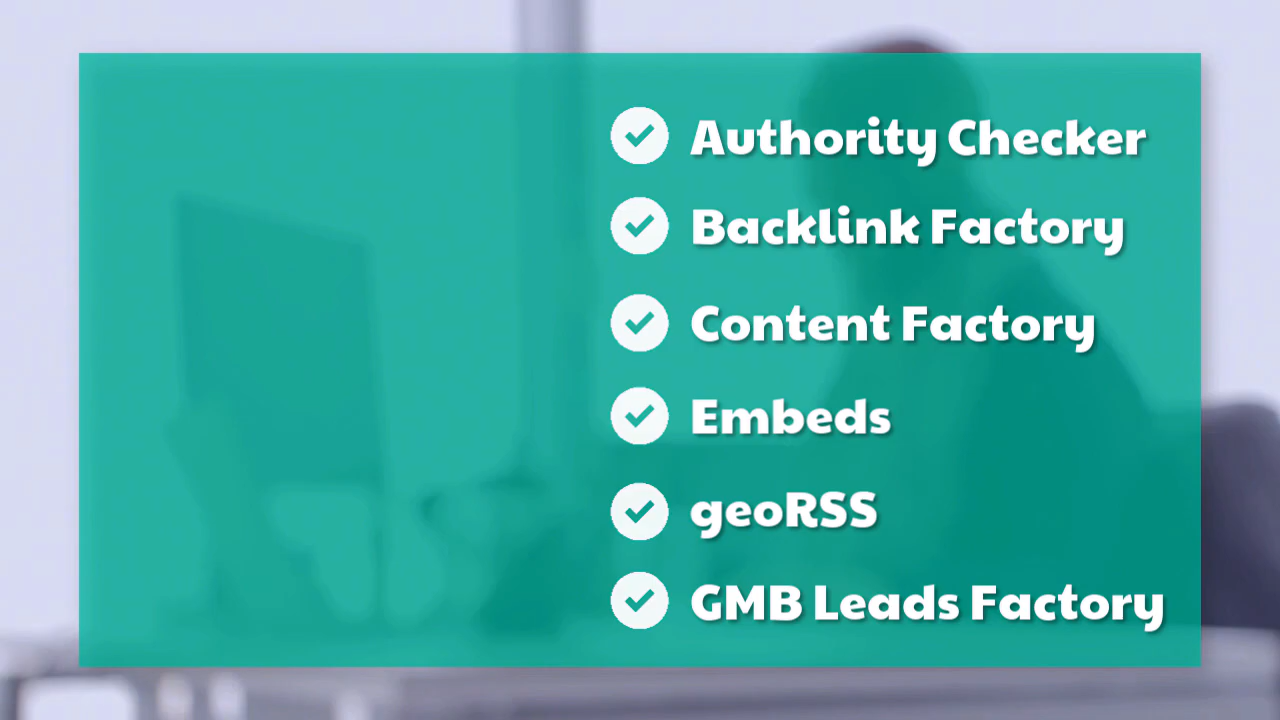 Authority Checker
Backlink Factory
Content Factory
Embeds
geoRSS
GMB Leads Factory